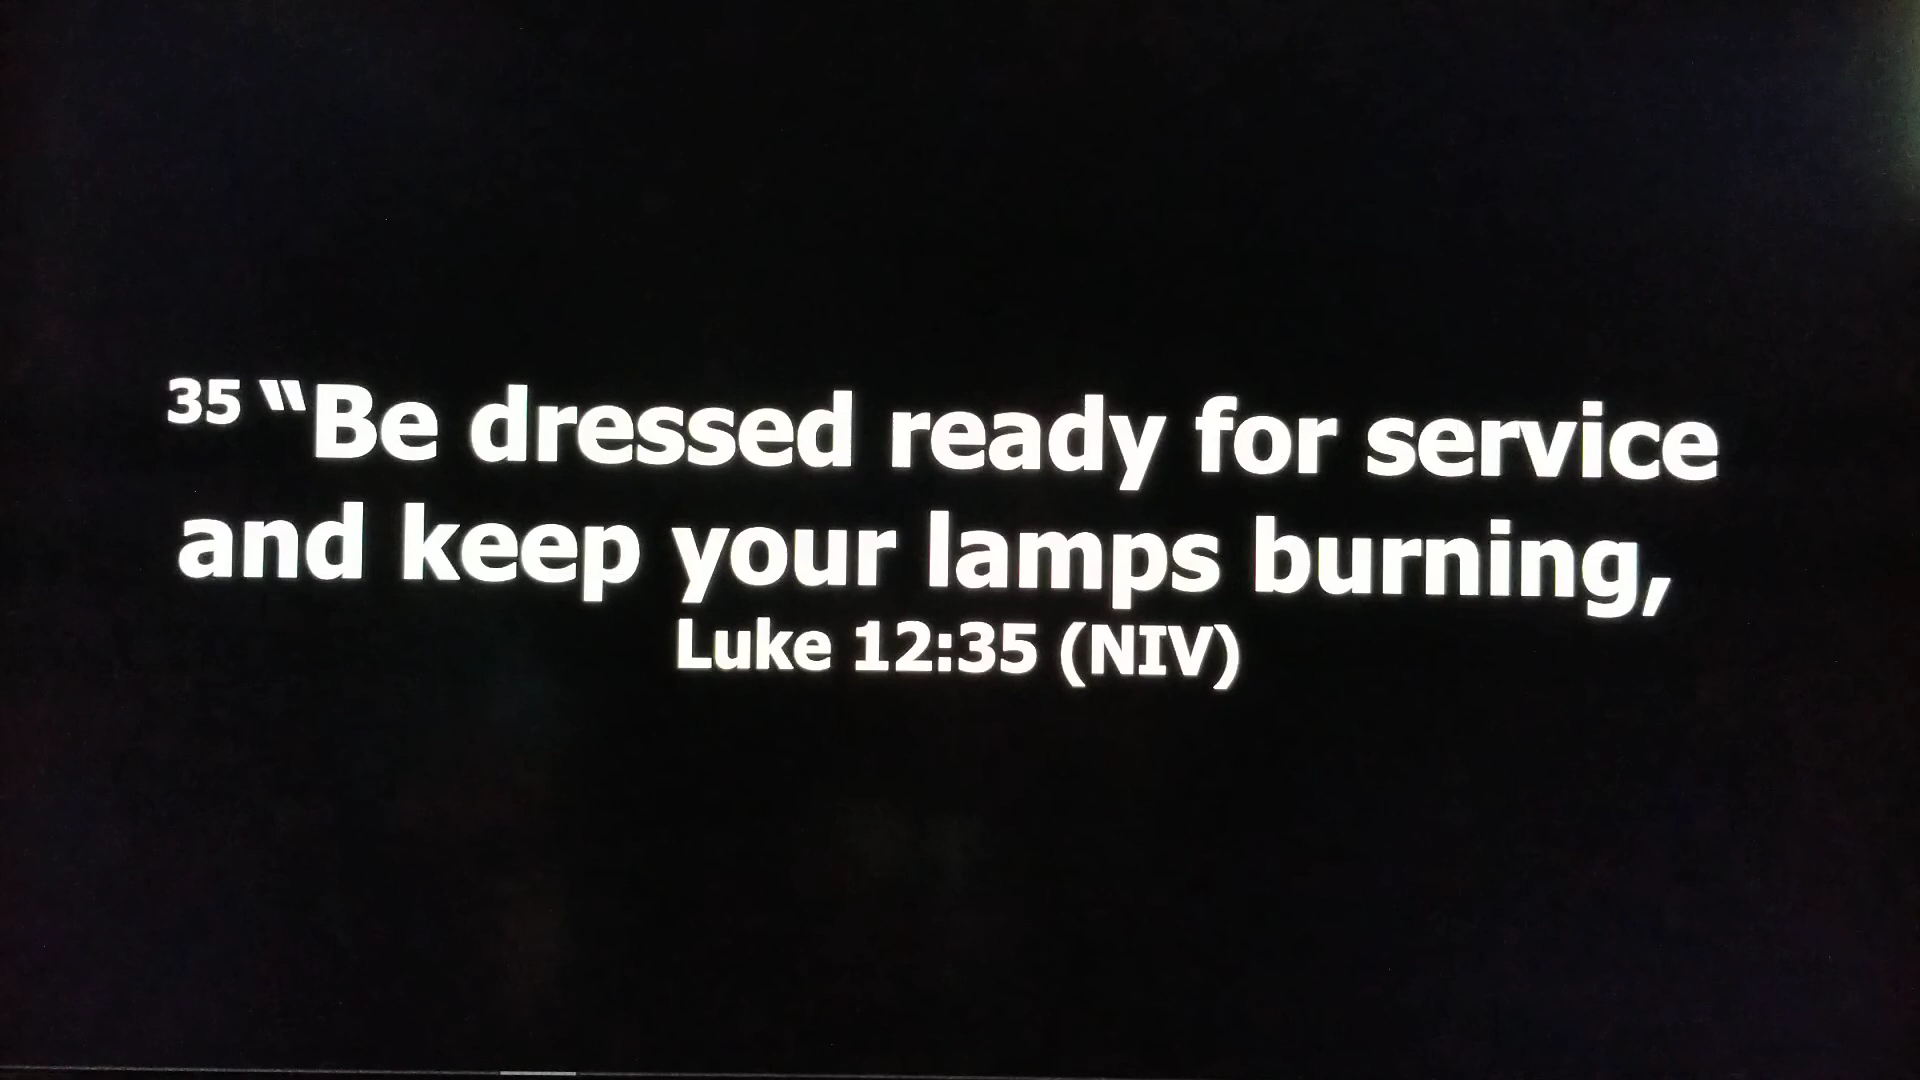 35 “Be dressed ready for service
and keep your lamps burning,
Luke 12:35 (NIV)